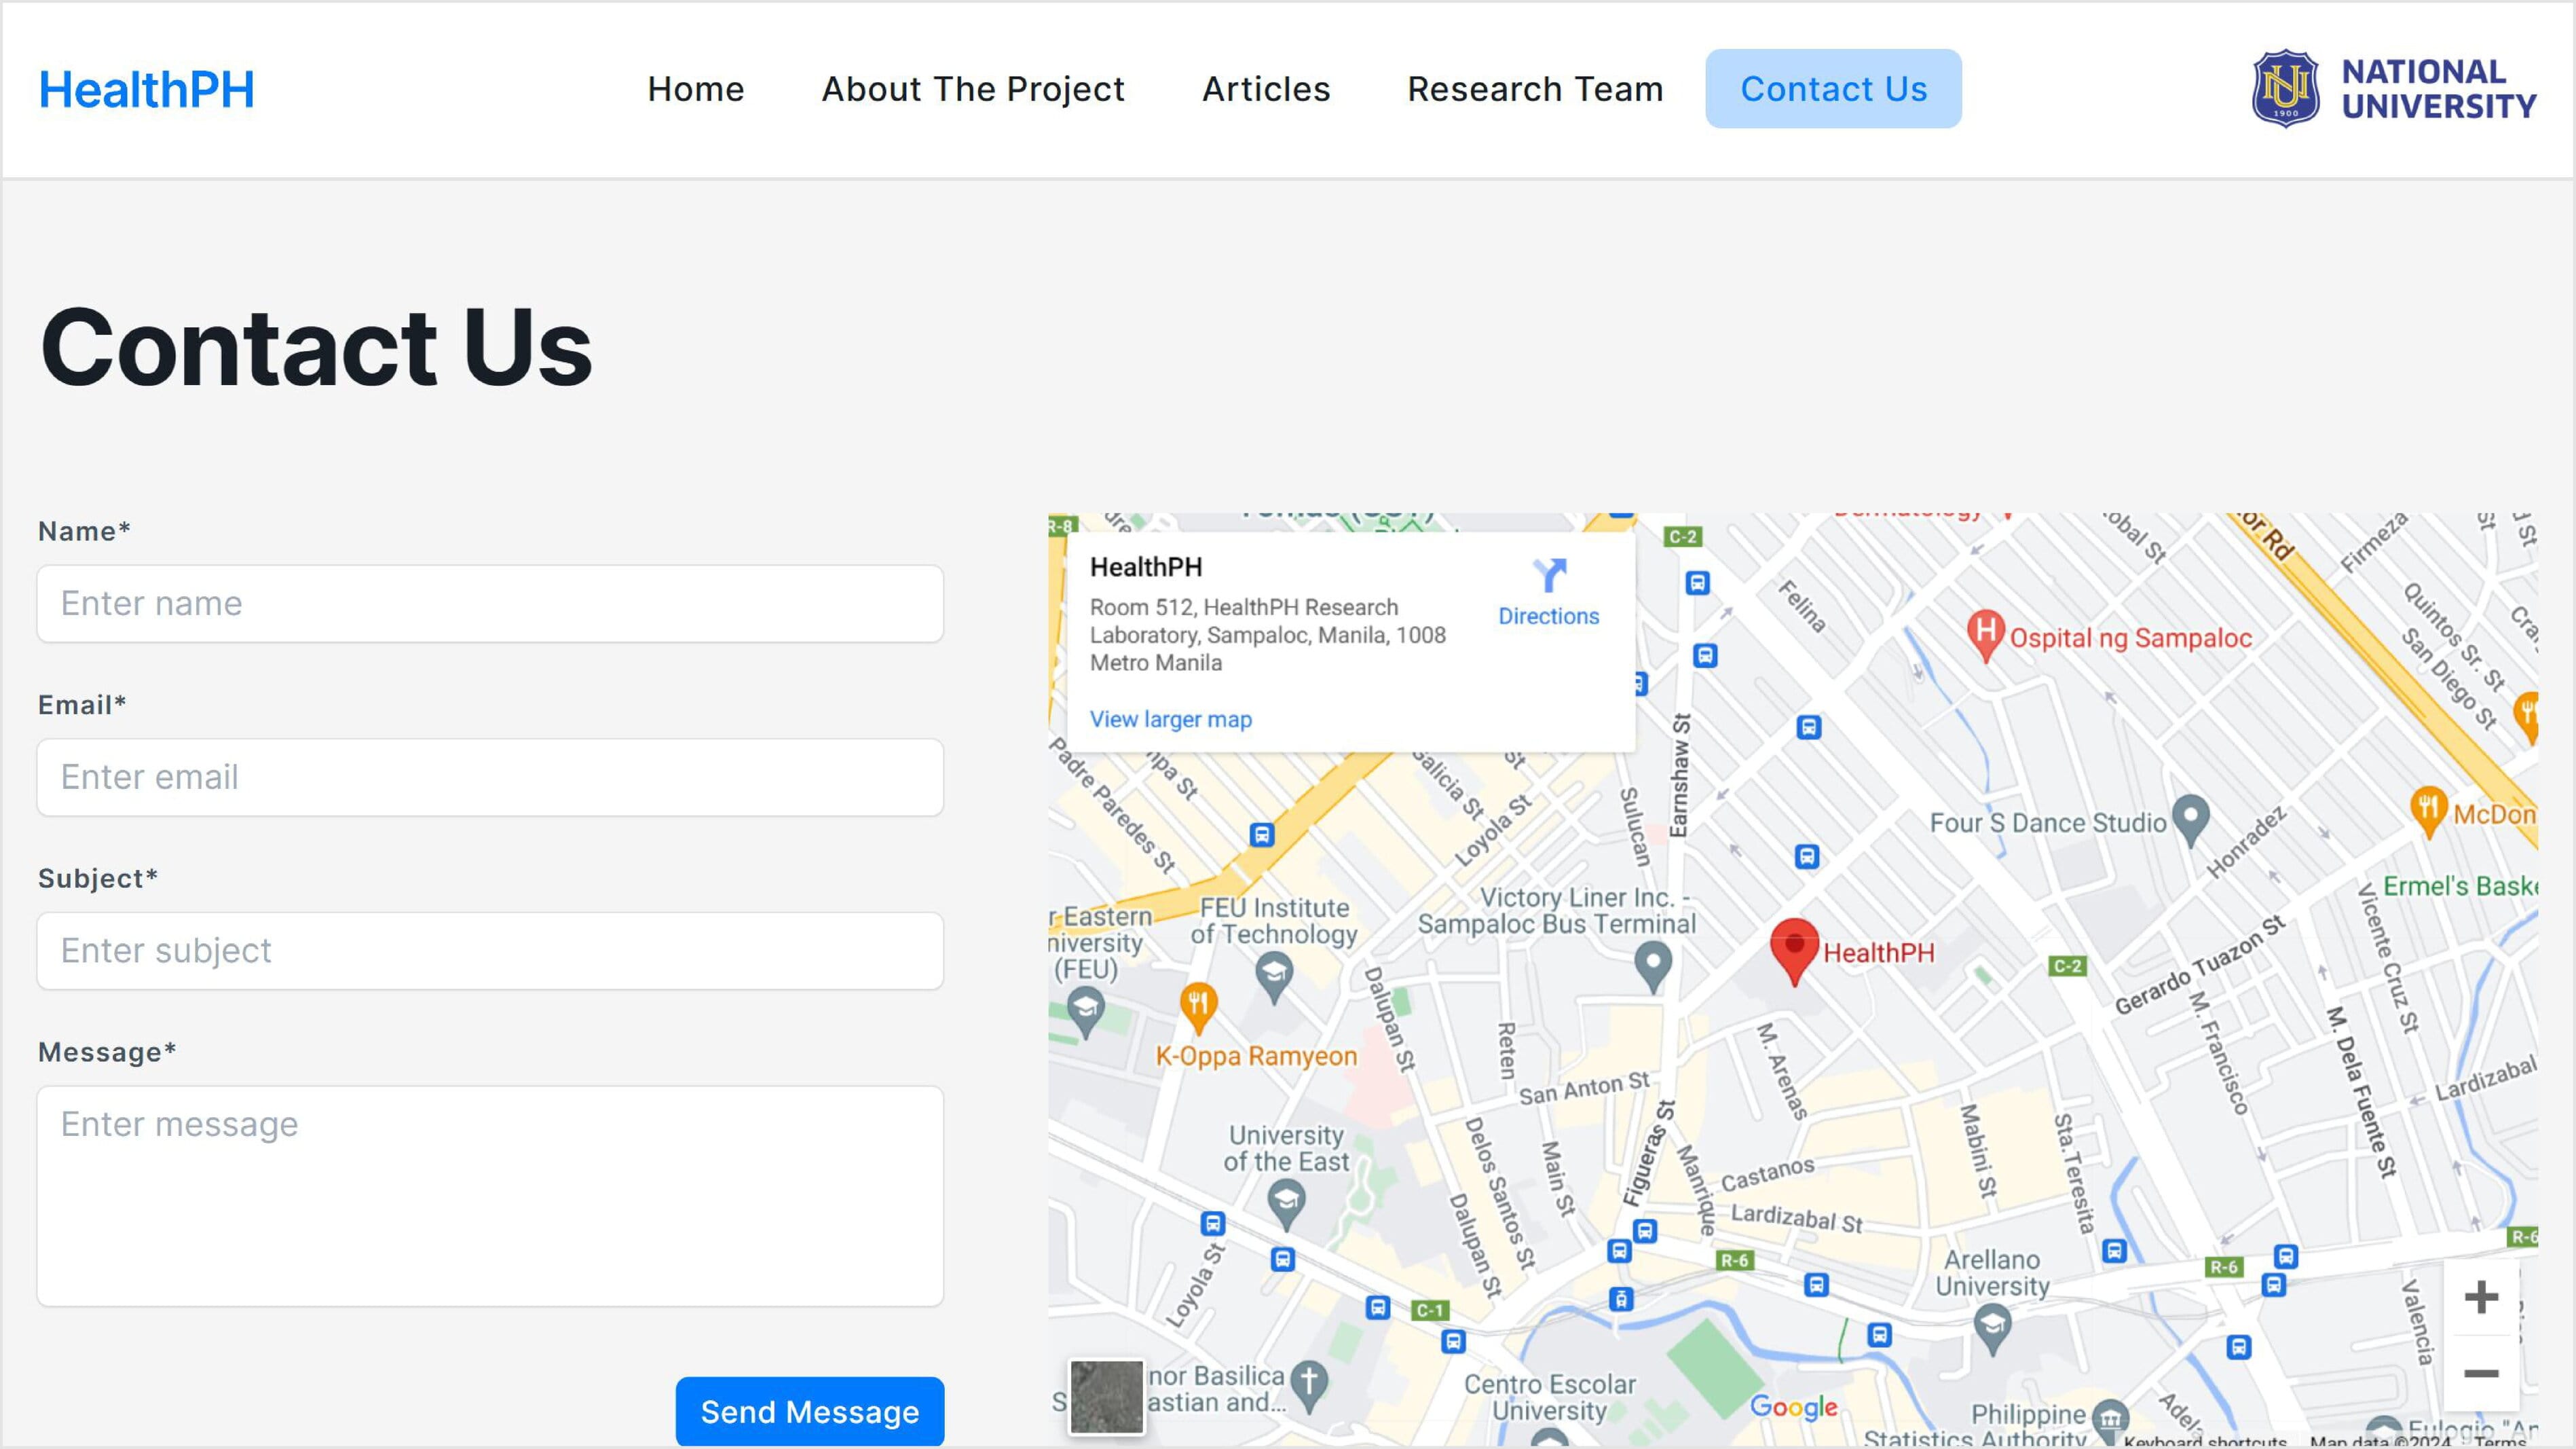 HealthPH
Home
About The Project
Articles
Research Team
Contact Us
1900
NATIONAL
UNIVERSITY
Contact Us
Name*
Enter name
Email*
Enter email
Subject*
Enter subject
Message*
Enter message
Send Message
HealthPH
Room 512, HealthPH Research
Laboratory, Sampaloc, Manila, 1008
Metro Manila
Directions
View larger map
R-8
C-2
Felina
Ospital ng Sampaloc
Firmeza
Quintos Sr. St
San Diego St
Padre Paredes St
Loyola St
Sulucan
Earnshaw St
Four S Dance Studio
Honradez
McDon
Ermel's Baske
r Eastern
niversity
(FEU)
FEU Institute
of Technology
Victory Liner Inc. -
Sampaloc Bus Terminal
HealthPH
C-2
Gerardo Tuazon St
Vicente Cruz St
K-Oppa Ramyeon
Dalupan St
Reten
San Anton St
M. Arenas
M. Francisco
M. Dela Fuente St
Lardizabal
University
of the East
Delos Santos St
Main St
Figueras St
Manrique
Castanos
Lardizabal St
Mabini St
Sta.Teresita
Dalupan St
Loyola St
R-6
C-1
Arellano
University
R-6
R-6
Valencia
nor Basilica
astian and...
Centro Escolar
University
Google
Philippine
Statistics Authority
Keyboard shortcuts
Map data ©2024
Terms